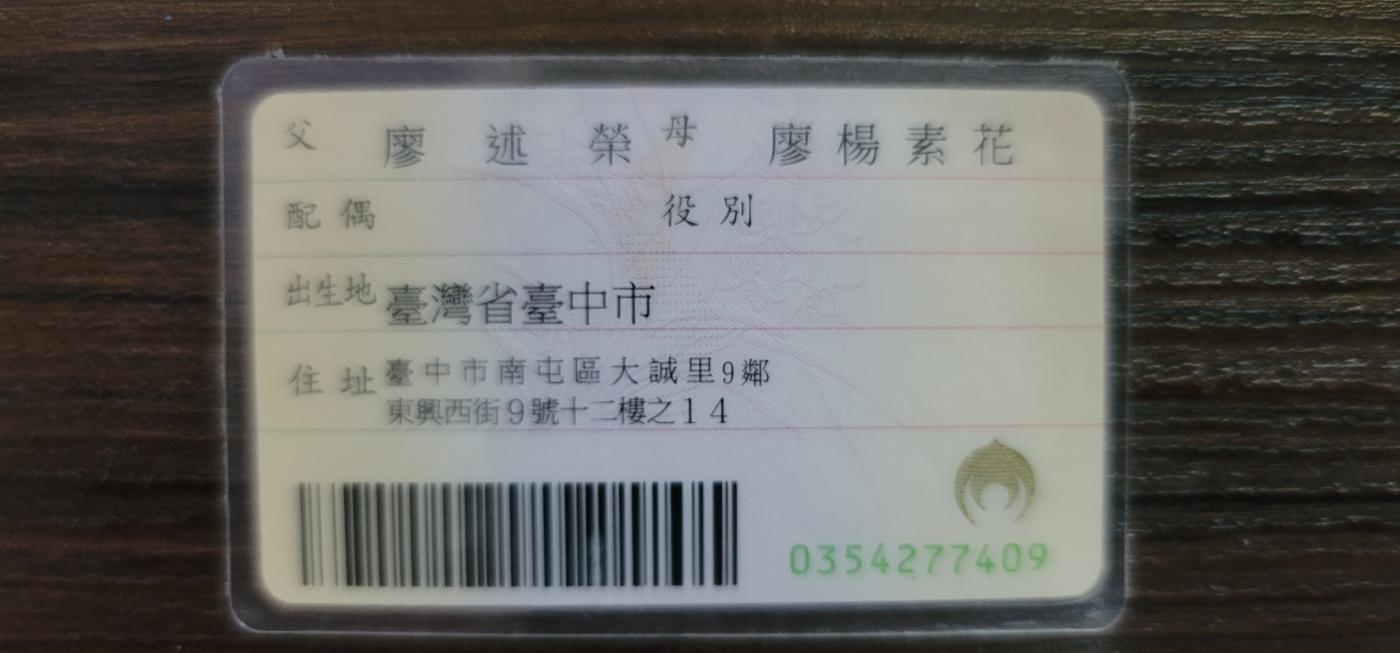 父 廖述榮 母 廖楊素花
配偶 役別
出生地 臺灣省臺中市
住址 臺中市南屯區大誠里9鄰
東興西街9號十二樓之14
0354277409